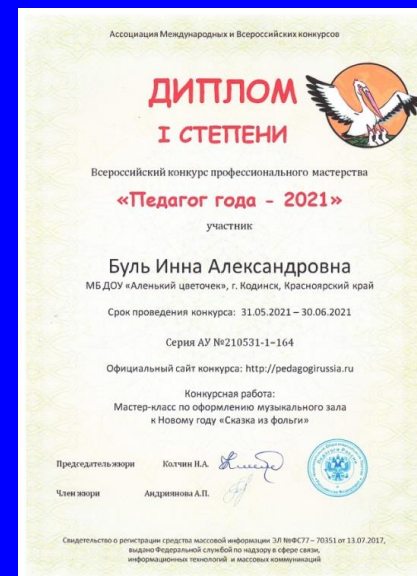 Ассоциация Международных и Всероссийских конкурсов
ДИПЛОМ
I СТЕПЕНИ
Всероссийский конкурс профессионального мастерства
«Педагог года - 2021»
участник
Буль Инна Александровна
МБ ДОУ «Аленький цветочек», г. Кодинск, Красноярский край
Срок проведения конкурса: 31.05.2021 – 30.06.2021
Серия АУ №210531-1-164
Официальный сайт конкурса: http://pedagogirussia.ru
Конкурсная работа:
Мастер-класс по оформлению музыкального зала
к Новому году «Сказка из фольги»
Председатель жюри Колчин Н.А.
Член жюри Андриянова А.П.
Свидетельство о регистрации средства массовой информации ЭЛ №ФС77 – 70351 от 13.07.2017,
выдано Федеральной службой по надзору в сфере связи,
информационных технологий и массовых коммуникаций